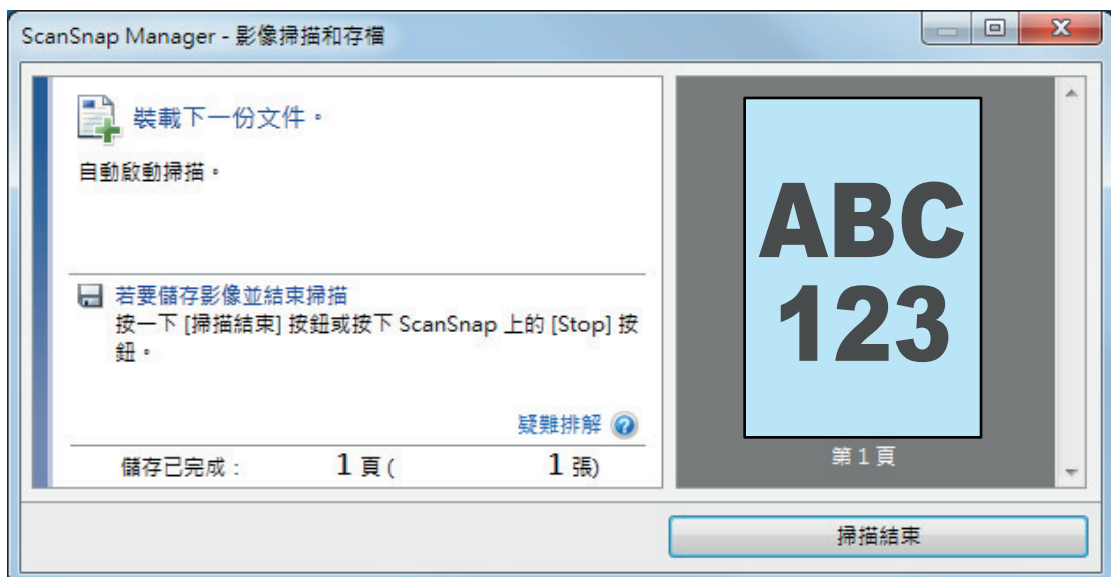 ScanSnap Manager - 影像掃描和存檔
裝載下一份文件。
自動啟動掃描。
若要儲存影像並結束掃描
按一下 [掃描結束] 按鈕或按下 ScanSnap 上的 [Stop] 按
鈕。
疑難排解
儲存已完成： 1 頁 ( 1 張)
ABC
123
第 1 頁
掃描結束